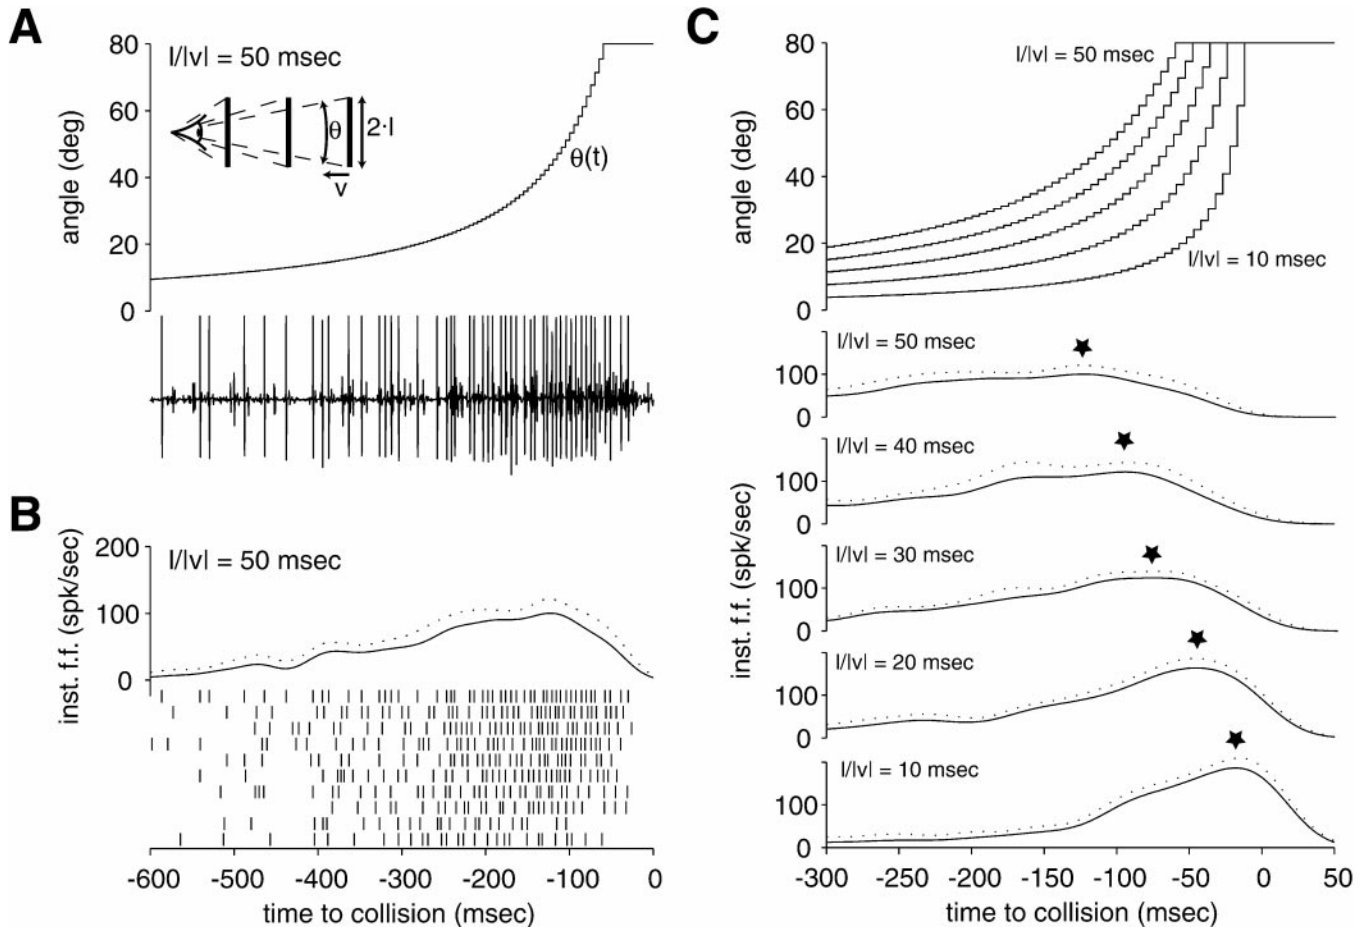 A
80
60
40
20
0
angle (deg)
l/|v| = 50 msec
θ
2·l
v
θ(t)
B
inst. f.f. (spk/sec)
200
100
0
l/|v| = 50 msec
-600
-500
-400
-300
-200
-100
0
time to collision (msec)
C
80
60
40
20
0
angle (deg)
l/|v| = 50 msec
l/|v| = 10 msec
inst. f.f. (spk/sec)
l/|v| = 50 msec
100
0
l/|v| = 40 msec
100
0
l/|v| = 30 msec
100
0
l/|v| = 20 msec
100
0
l/|v| = 10 msec
100
0
-300
-250
-200
-150
-100
-50
0
50
time to collision (msec)